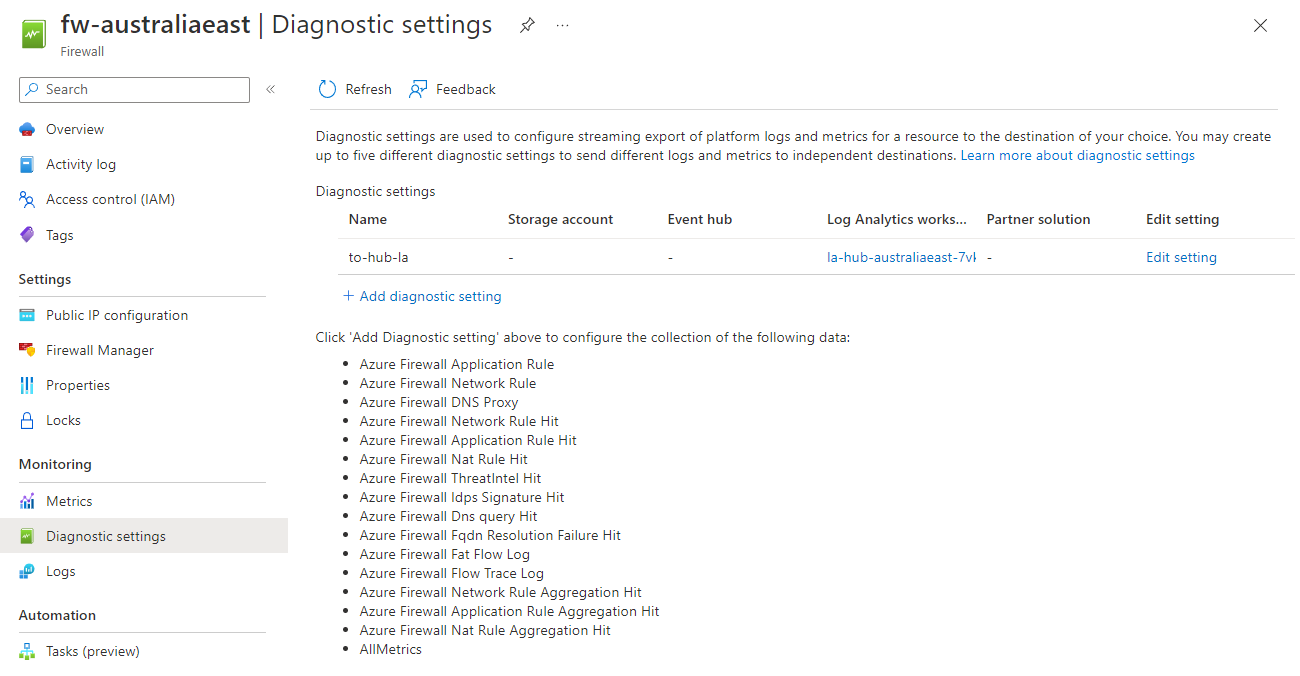 fw-australiaeast | Diagnostic settings
Firewall
Search
Overview
Activity log
Access control (IAM)
Tags
Settings
Public IP configuration
Firewall Manager
Properties
Locks
Monitoring
Metrics
Diagnostic settings
Logs
Automation
Tasks (preview)
Refresh
Feedback
Diagnostic settings are used to configure streaming export of platform logs and metrics for a resource to the destination of your choice. You may create
up to five different diagnostic settings to send different logs and metrics to independent destinations. Learn more about diagnostic settings
Diagnostic settings
Name Storage account Event hub Log Analytics works... Partner solution Edit setting
to-hub-la - - la-hub-australiaeast-7vk - Edit setting
+ Add diagnostic setting
Click 'Add Diagnostic setting' above to configure the collection of the following data:
• Azure Firewall Application Rule
• Azure Firewall Network Rule
• Azure Firewall DNS Proxy
• Azure Firewall Network Rule Hit
• Azure Firewall Application Rule Hit
• Azure Firewall Nat Rule Hit
• Azure Firewall ThreatIntel Hit
• Azure Firewall Idps Signature Hit
• Azure Firewall Dns query Hit
• Azure Firewall Fqdn Resolution Failure Hit
• Azure Firewall Fat Flow Log
• Azure Firewall Flow Trace Log
• Azure Firewall Network Rule Aggregation Hit
• Azure Firewall Application Rule Aggregation Hit
• Azure Firewall Nat Rule Aggregation Hit
• AllMetrics